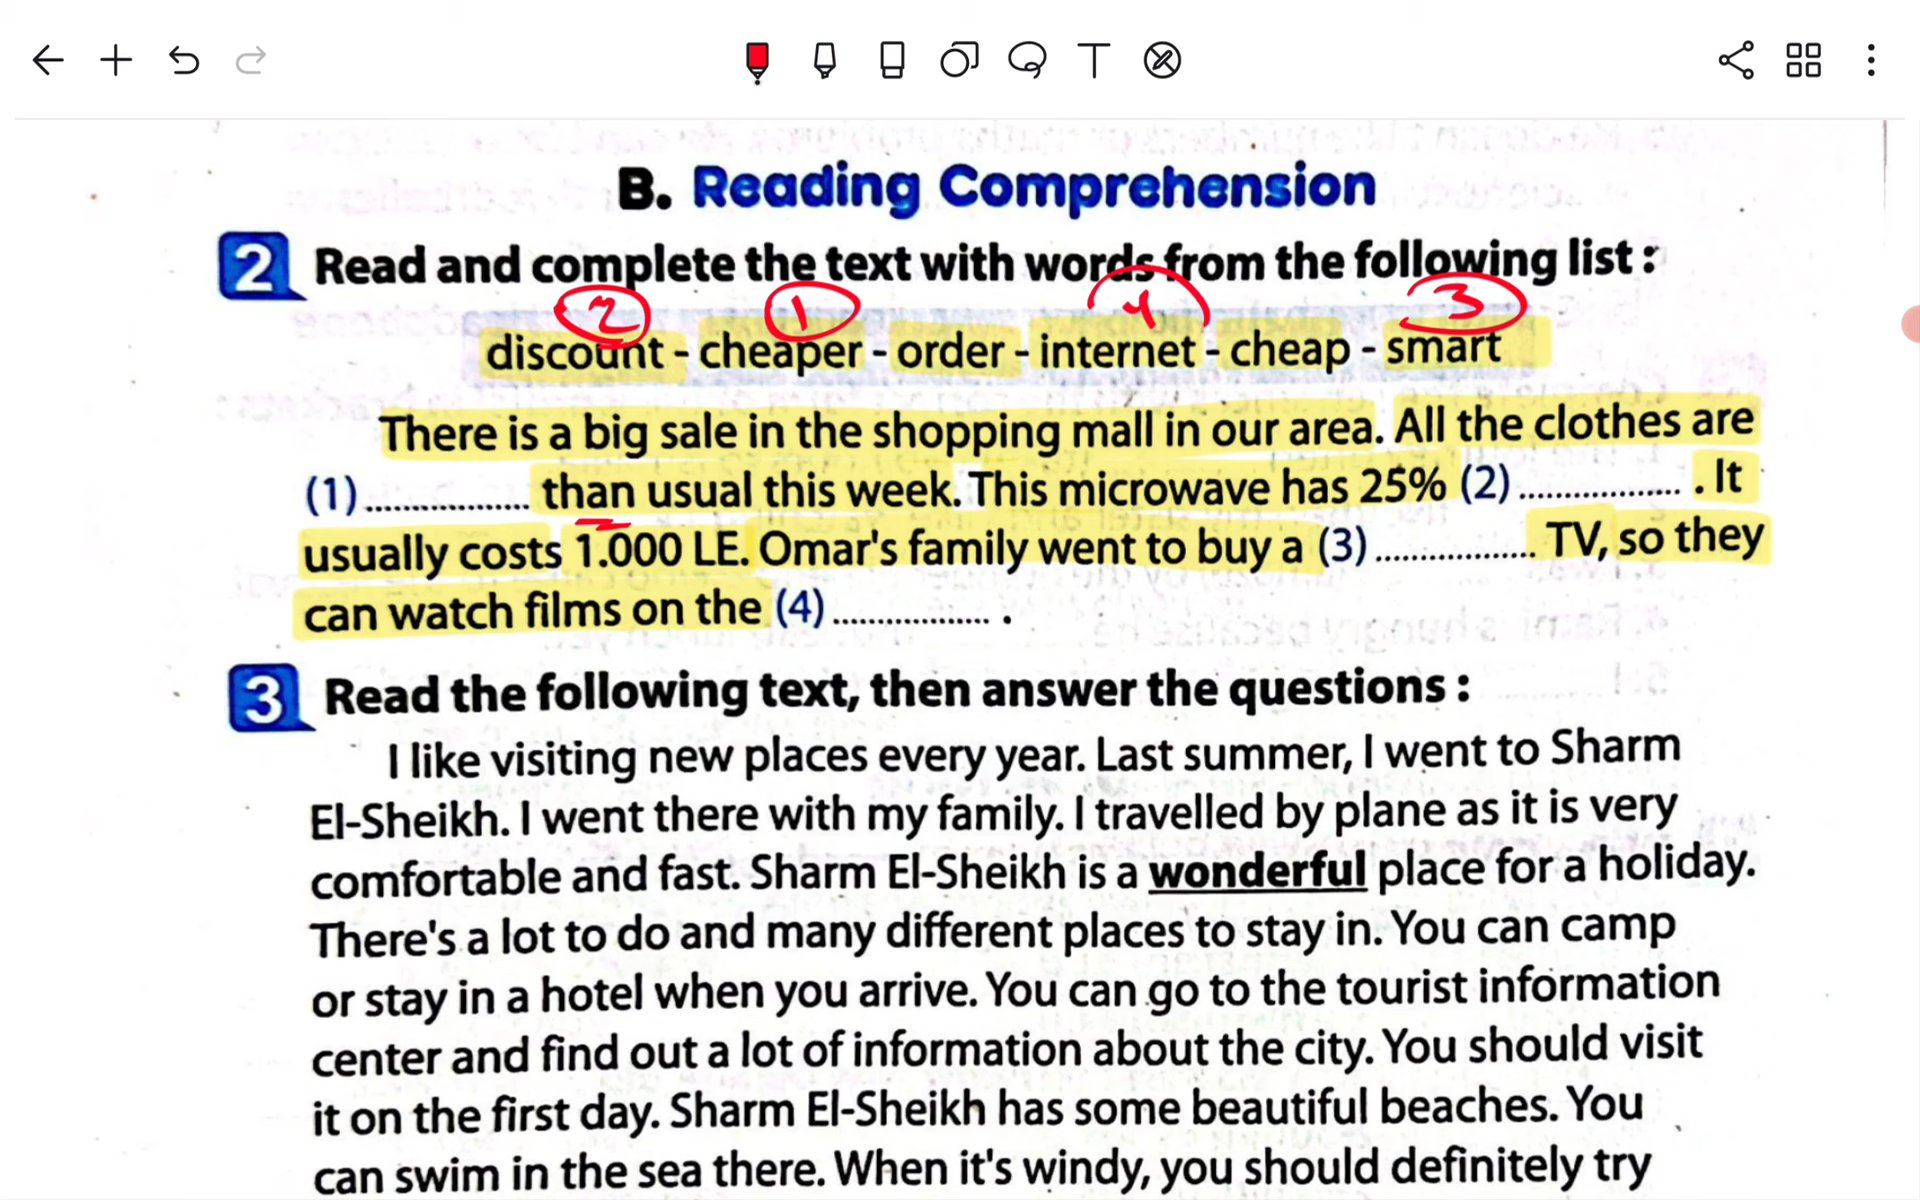 B. Reading Comprehension
2 Read and complete the text with words from the following list :
2 1 4 3
discount - cheaper - order - internet - cheap - smart
There is a big sale in the shopping mall in our area. All the clothes are
(1) ................. than usual this week. This microwave has 25% (2) ................. . It
usually costs 1.000 LE. Omar's family went to buy a (3) ................. TV, so they
can watch films on the (4) ................. .
3 Read the following text, then answer the questions :
I like visiting new places every year. Last summer, I went to Sharm
El-Sheikh. I went there with my family. I travelled by plane as it is very
comfortable and fast. Sharm El-Sheikh is a wonderful place for a holiday.
There's a lot to do and many different places to stay in. You can camp
or stay in a hotel when you arrive. You can go to the tourist information
center and find out a lot of information about the city. You should visit
it on the first day. Sharm El-Sheikh has some beautiful beaches. You
can swim in the sea there. When it's windy, you should definitely try